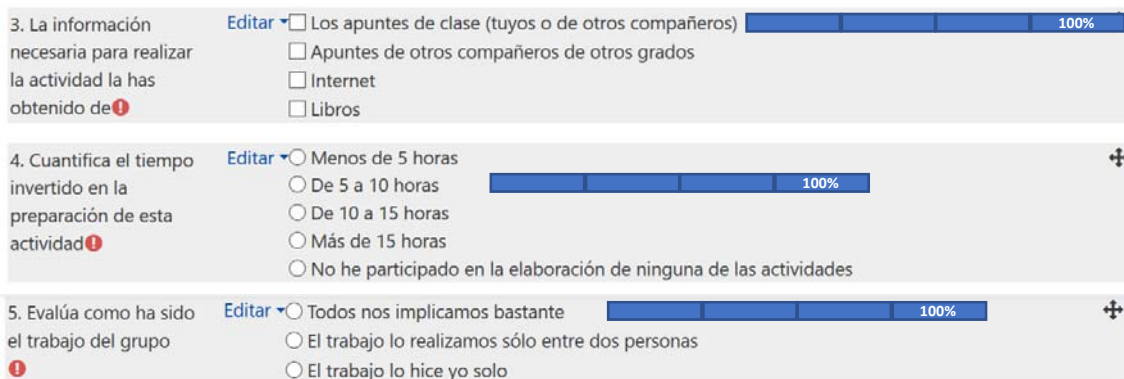 3. La información
necesaria para realizar
la actividad la has
obtenido de
Editar
Los apuntes de clase (tuyos o de otros compañeros)
100%
Apuntes de otros compañeros de otros grados
Internet
Libros
4. Cuantifica el tiempo
invertido en la
preparación de esta
actividad
Editar
Menos de 5 horas
De 5 a 10 horas
100%
De 10 a 15 horas
Más de 15 horas
No he participado en la elaboración de ninguna de las actividades
5. Evalúa como ha sido
el trabajo del grupo
Editar
Todos nos implicamos bastante
100%
El trabajo lo realizamos sólo entre dos personas
El trabajo lo hice yo solo